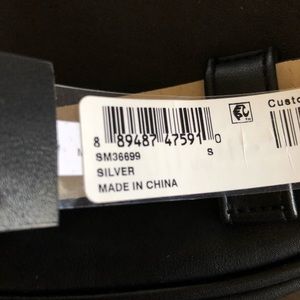 Custo
8 89487 47591 0
SM36699 S
SILVER
MADE IN CHINA